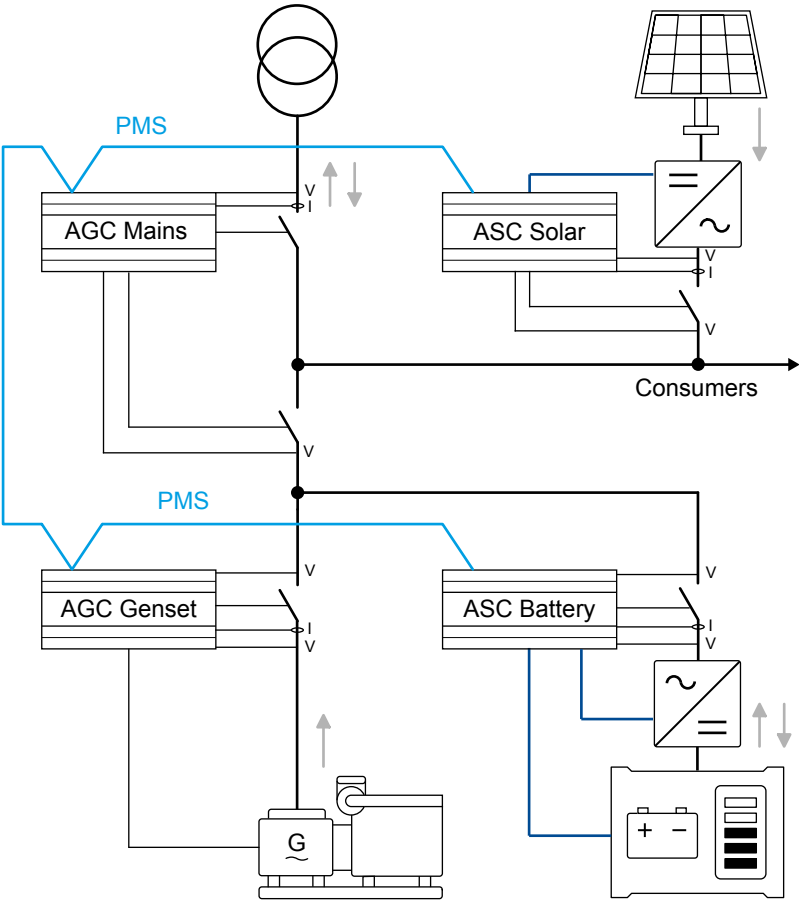 PMS
V
I
AGC Mains
ASC Solar
V
I
V
Consumers
V
PMS
V
V
AGC Genset
ASC Battery
I
V
I
V
G
+ −